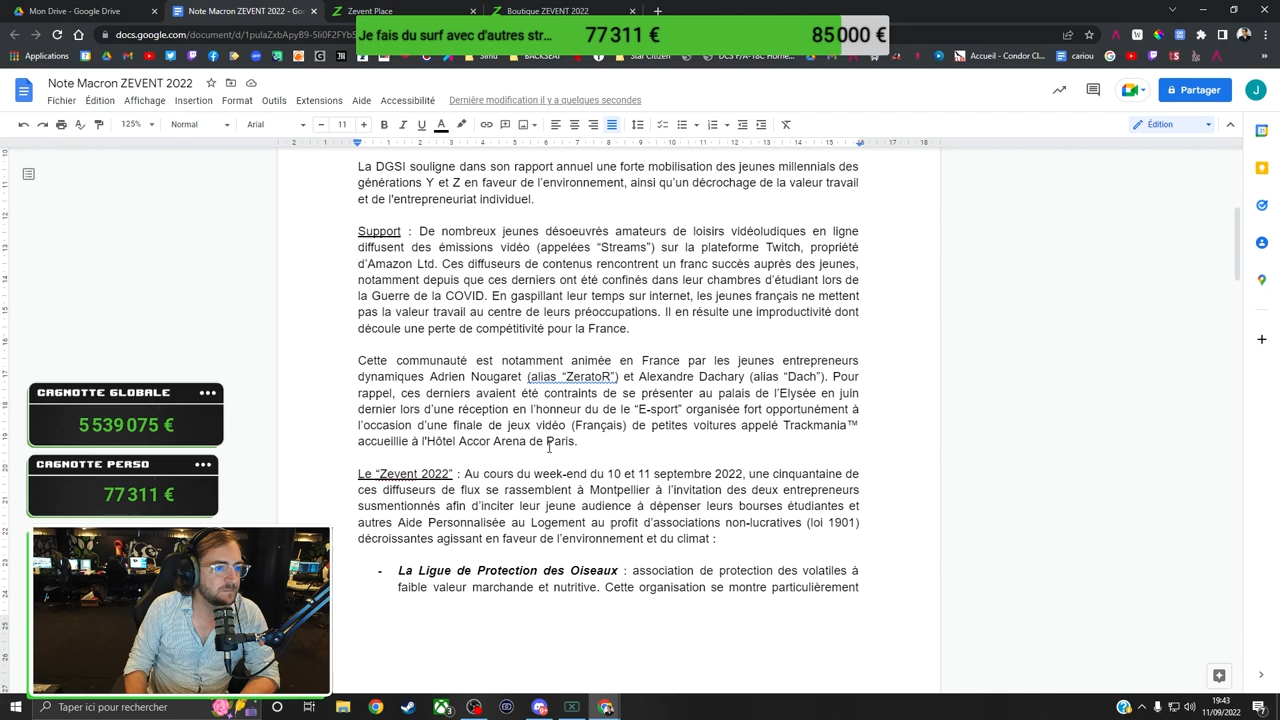 Boutique ZEVENT 2022
Je fais du surf avec d'autres str... 77 311 € 85 000 €
Applications
Accueil - Condor Cl...
cariou
Note Macron ZEVENT 2022
Partager
J
Fichier Édition Affichage Insertion Format Outils Extensions Aide Accessibilité Dernière modification il y a quelques secondes
125% Normal Arial 11 Édition
La DGSI souligne dans son rapport annuel une forte mobilisation des jeunes millennials des
générations Y et Z en faveur de l'environnement, ainsi qu'un décrochage de la valeur travail
et de l'entrepreneuriat individuel.
Support : De nombreux jeunes désoeuvrés amateurs de loisirs vidéoludiques en ligne
diffusent des émissions vidéo (appelées “Streams”) sur la plateforme Twitch, propriété
d'Amazon Ltd. Ces diffuseurs de contenus rencontrent un franc succès auprès des jeunes,
notamment depuis que ces derniers ont été confinés dans leur chambres d'étudiant lors de
la Guerre de la COVID. En gaspillant leur temps sur internet, les jeunes français ne mettent
pas la valeur travail au centre de leurs préoccupations. Il en résulte une improductivité dont
découle une perte de compétitivité pour la France.
Cette communauté est notamment animée en France par les jeunes entrepreneurs
dynamiques Adrien Nougaret (alias “ZeratoR”) et Alexandre Dachary (alias “Dach”). Pour
rappel, ces derniers avaient été contraints de se présenter au palais de l'Elysée en juin
dernier lors d'une réception en l'honneur du de le “E-sport” organisée fort opportunément à
l'occasion d'une finale de jeux vidéo (Français) de petites voitures appelé Trackmania™
accueillie à l'Hôtel Accor Arena de Paris.
Le “Zevent 2022” : Au cours du week-end du 10 et 11 septembre 2022, une cinquantaine de
ces diffuseurs de flux se rassemblent à Montpellier à l'invitation des deux entrepreneurs
susmentionnés afin d'inciter leur jeune audience à dépenser leurs bourses étudiantes et
autres Aide Personnalisée au Logement au profit d'associations non-lucratives (loi 1901)
décroissantes agissant en faveur de l'environnement et du climat :
- La Ligue de Protection des Oiseaux : association de protection des volatiles à
faible valeur marchande et nutritive. Cette organisation se montre particulièrement
CAGNOTTE GLOBALE
5 539 075 €
CAGNOTTE PERSO
77 311 €
Taper ici pour rechercher
19:43
11/09/2022